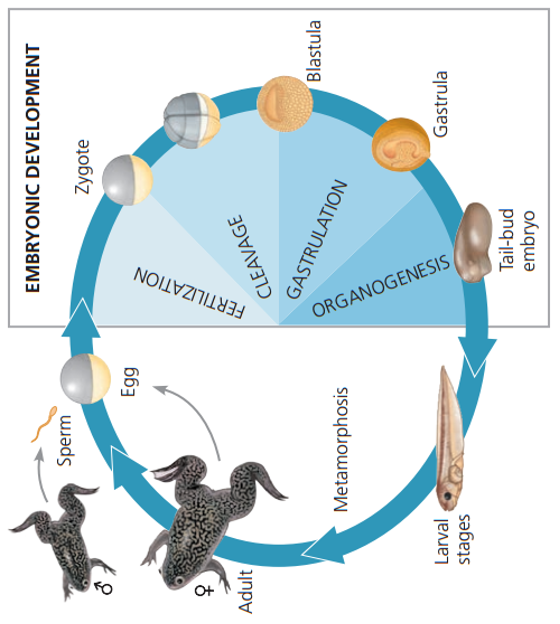 EMBRYONIC DEVELOPMENT
Zygote
Blastula
Gastrula
Tail-bud
embryo
FERTILIZATION
CLEAVAGE
GASTRULATION
ORGANOGENESIS
Sperm
Egg
Metamorphosis
Larval
stages
Adult
♂
♀